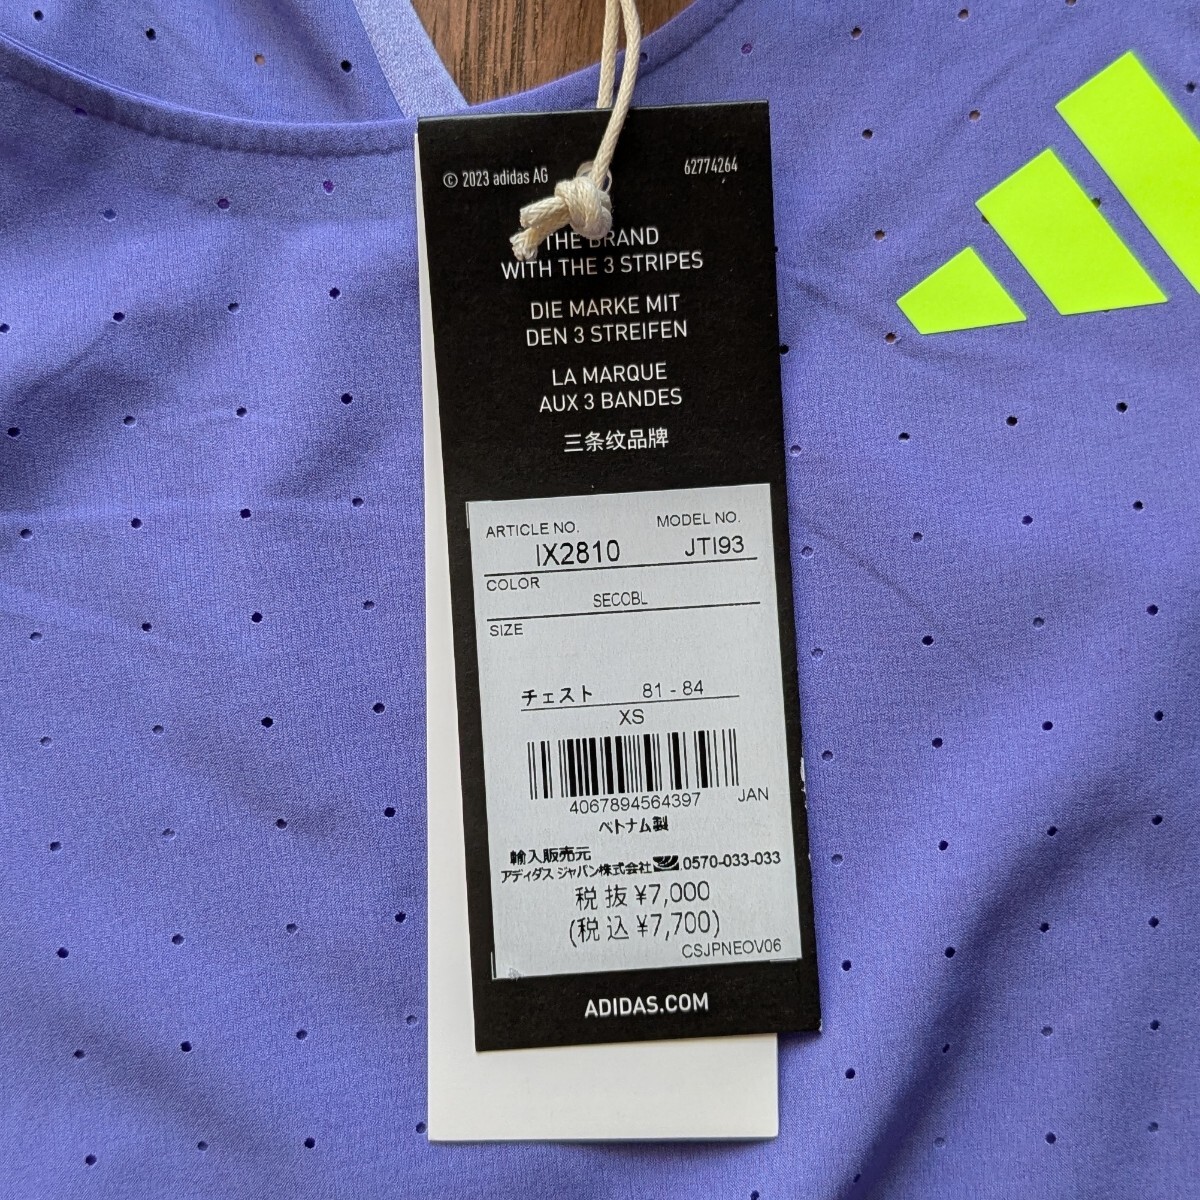 © 2023 adidas AG 62774264
THE BRAND
WITH THE 3 STRIPES
DIE MARKE MIT
DEN 3 STREIFEN
LA MARQUE
AUX 3 BANDES
三条纹品牌
ARTICLE NO. MODEL NO.
IX2810 JTI93
COLOR
SECOBL
SIZE
チェスト 81 - 84
XS
4067894564397 JAN
ベトナム製
輸入販売元
アディダス ジャパン株式会社 0570-033-033
税 抜 ¥7,000
(税 込 ¥7,700)
CSJPNEOV06
ADIDAS.COM